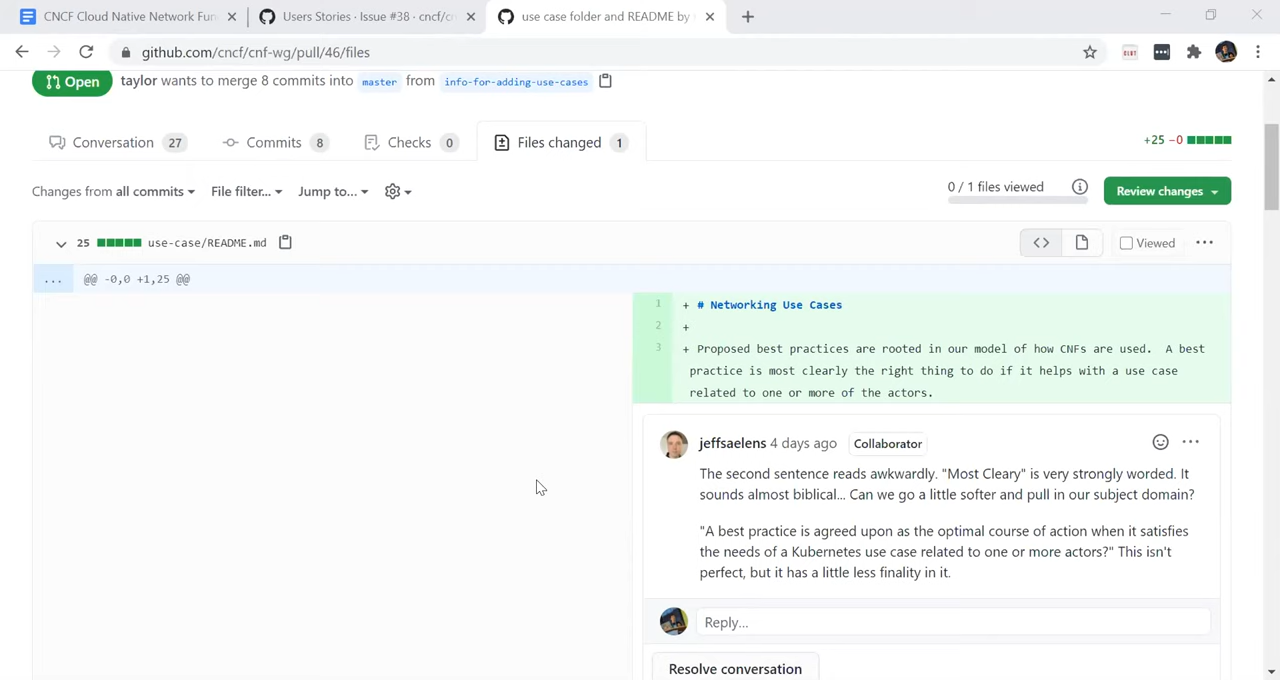 CNCF Cloud Native Network Fun
Users Stories · Issue #38 · cncf/cn
use case folder and README by
github.com/cncf/cnf-wg/pull/46/files
Open taylor wants to merge 8 commits into master from info-for-adding-use-cases
Conversation 27 Commits 8 Checks 0 Files changed 1 +25 −0
Changes from all commits File filter... Jump to... 0 / 1 files viewed Review changes
25 use-case/README.md Viewed
... @@ -0,0 +1,25 @@
1 + # Networking Use Cases
2 +
3 + Proposed best practices are rooted in our model of how CNFs are used. A best
practice is most clearly the right thing to do if it helps with a use case
related to one or more of the actors.
jeffsaelens 4 days ago Collaborator
The second sentence reads awkwardly. "Most Cleary" is very strongly worded. It
sounds almost biblical... Can we go a little softer and pull in our subject domain?
"A best practice is agreed upon as the optimal course of action when it satisfies
the needs of a Kubernetes use case related to one or more actors?" This isn't
perfect, but it has a little less finality in it.
Reply...
Resolve conversation